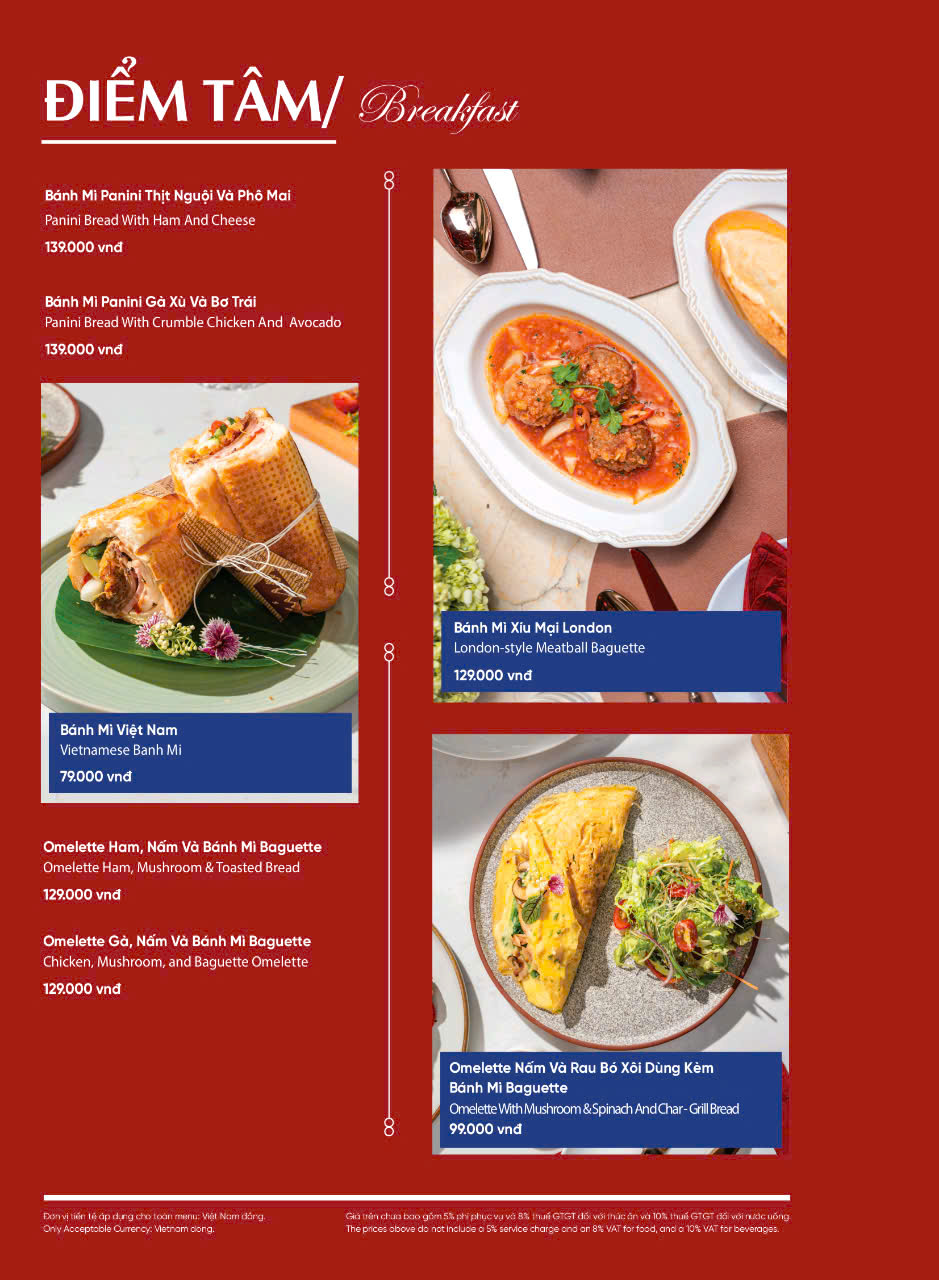 ĐIỂM TÂM/ Breakfast
Bánh Mì Panini Thịt Nguội Và Phô Mai
Panini Bread With Ham And Cheese
139.000 vnđ
Bánh Mì Panini Gà Xù Và Bơ Trái
Panini Bread With Crumble Chicken And Avocado
139.000 vnđ
Bánh Mì Việt Nam
Vietnamese Banh Mi
79.000 vnđ
Omelette Ham, Nấm Và Bánh Mì Baguette
Omelette Ham, Mushroom & Toasted Bread
129.000 vnđ
Omelette Gà, Nấm Và Bánh Mì Baguette
Chicken, Mushroom, and Baguette Omelette
129.000 vnđ
Bánh Mì Xíu Mại London
London-style Meatball Baguette
129.000 vnđ
Omelette Nấm Và Rau Bó Xôi Dùng Kèm
Bánh Mì Baguette
Omelette With Mushroom & Spinach And Char - Grill Bread
99.000 vnđ
Đơn vị tiền tệ áp dụng cho toàn menu: Việt Nam đồng.
Only Acceptable Currency: Vietnam dong.
Giá trên chưa bao gồm 5% phí phục vụ và 8% thuế GTGT đối với thức ăn và 10% thuế GTGT đối với nước uống.
The prices above do not include a 5% service charge and an 8% VAT for food, and a 10% VAT for beverages.